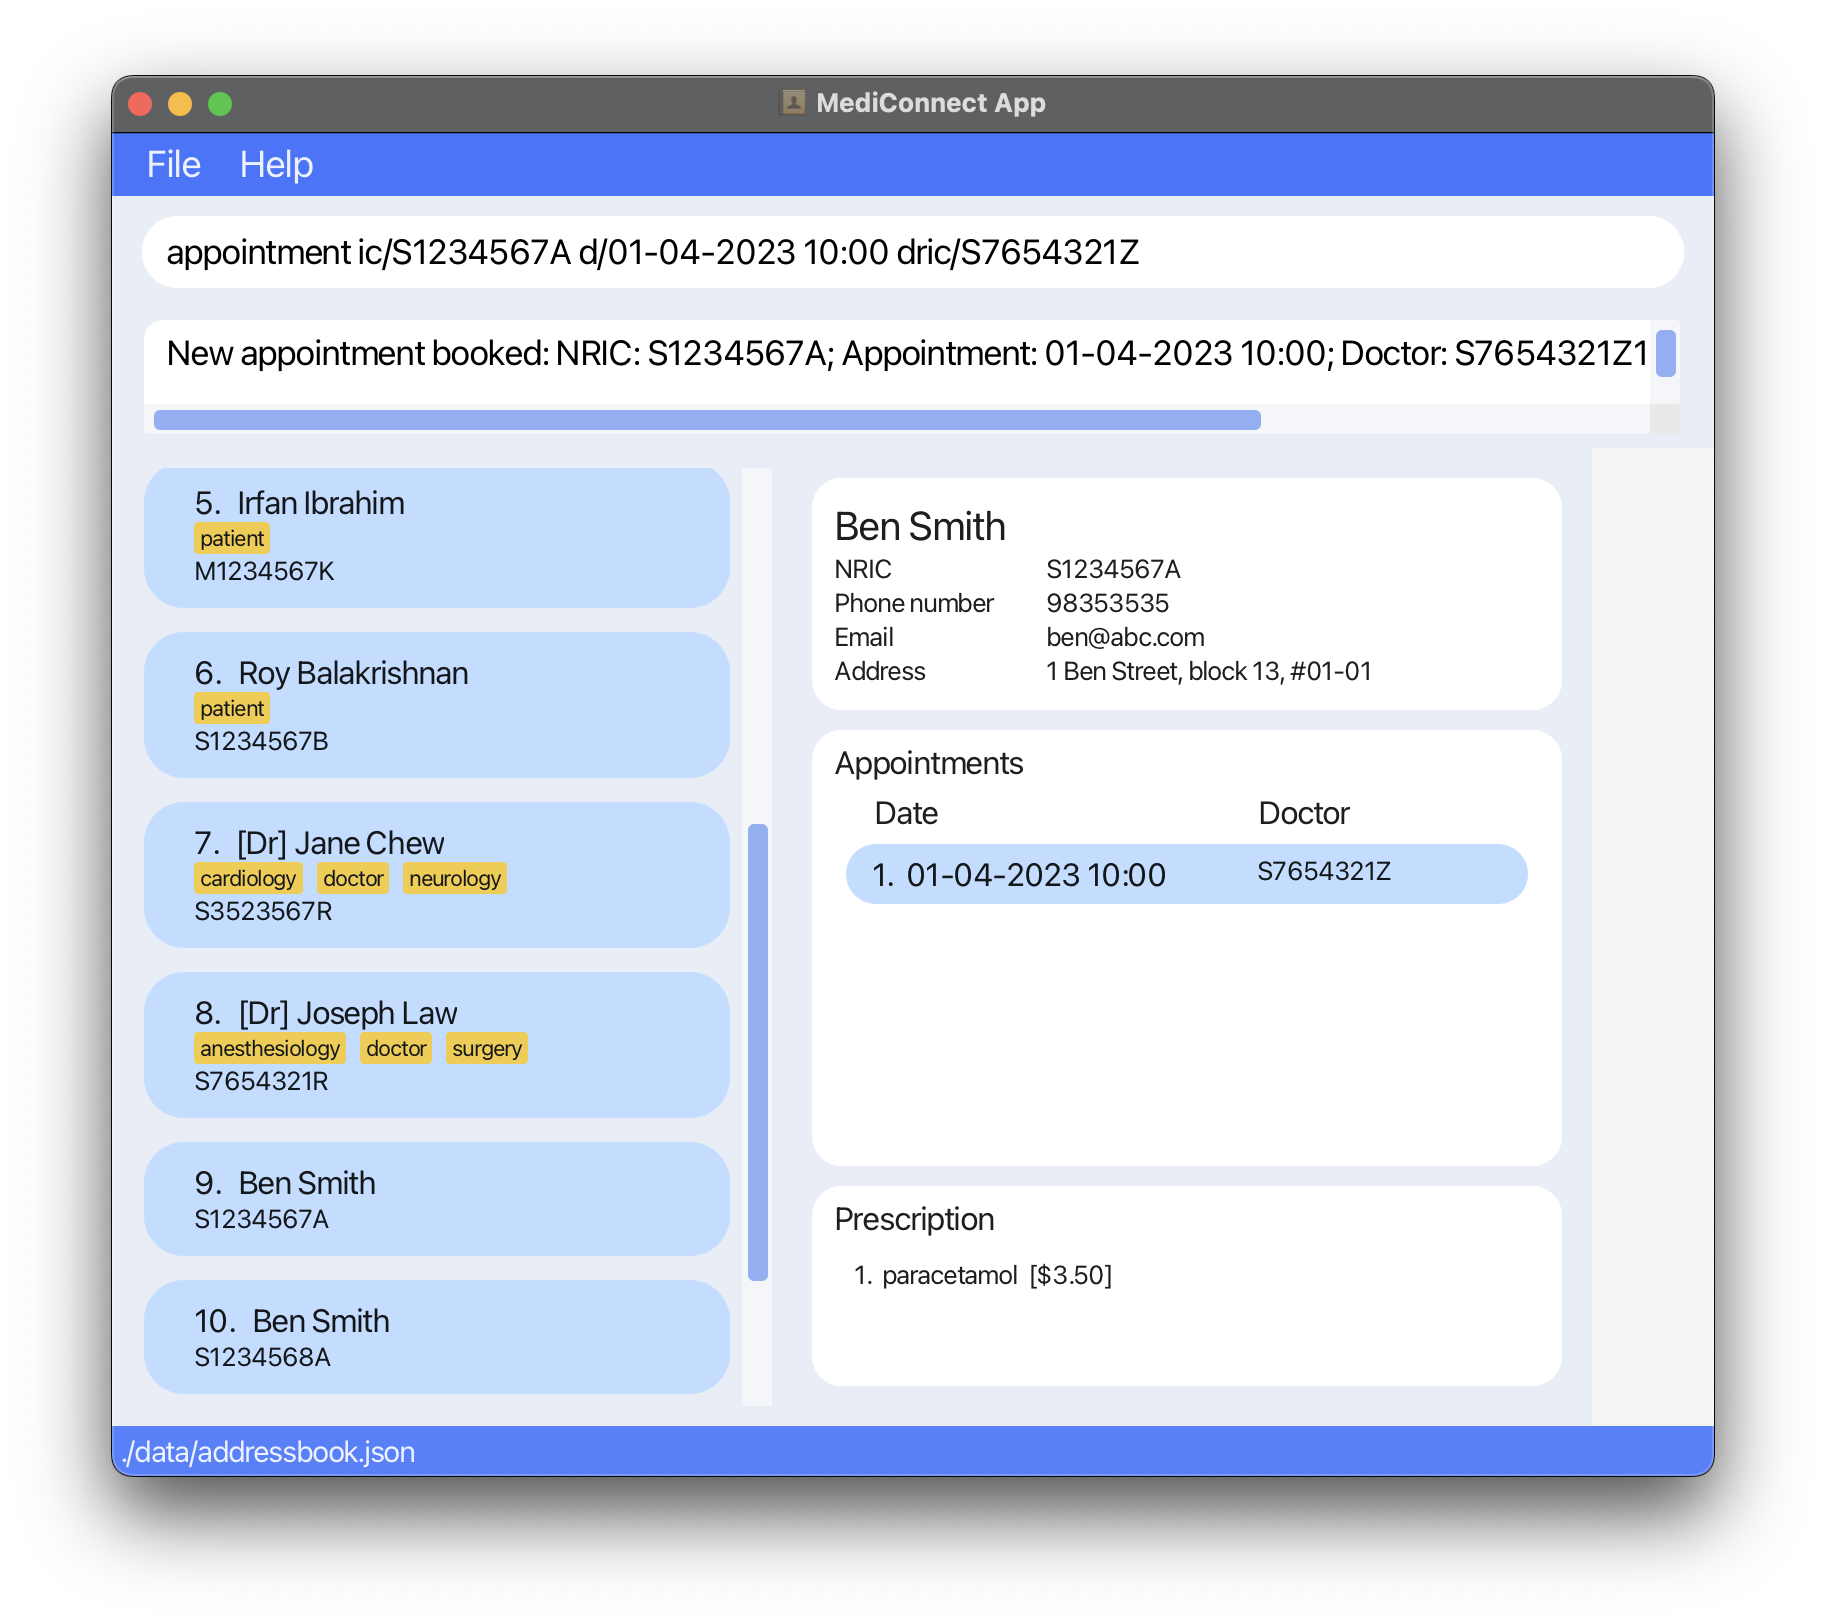 MediConnect App
File Help
appointment ic/S1234567A d/01-04-2023 10:00 dric/S7654321Z
New appointment booked: NRIC: S1234567A; Appointment: 01-04-2023 10:00; Doctor: S7654321Z1
5. Irfan Ibrahim
patient
M1234567K
6. Roy Balakrishnan
patient
S1234567B
7. [Dr] Jane Chew
cardiology doctor neurology
S3523567R
8. [Dr] Joseph Law
anesthesiology doctor surgery
S7654321R
9. Ben Smith
S1234567A
10. Ben Smith
S1234568A
Ben Smith
NRIC S1234567A
Phone number 98353535
Email ben@abc.com
Address 1 Ben Street, block 13, #01-01
Appointments
Date Doctor
1. 01-04-2023 10:00 S7654321Z
Prescription
1. paracetamol [$3.50]
./data/addressbook.json